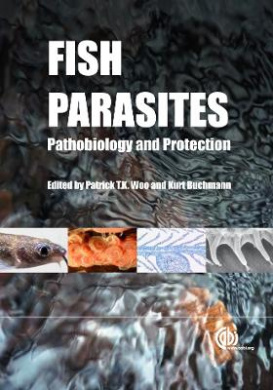 FISH
PARASITES
Pathobiology and Protection
Edited by Patrick T.K. Woo and Kurt Buchmann